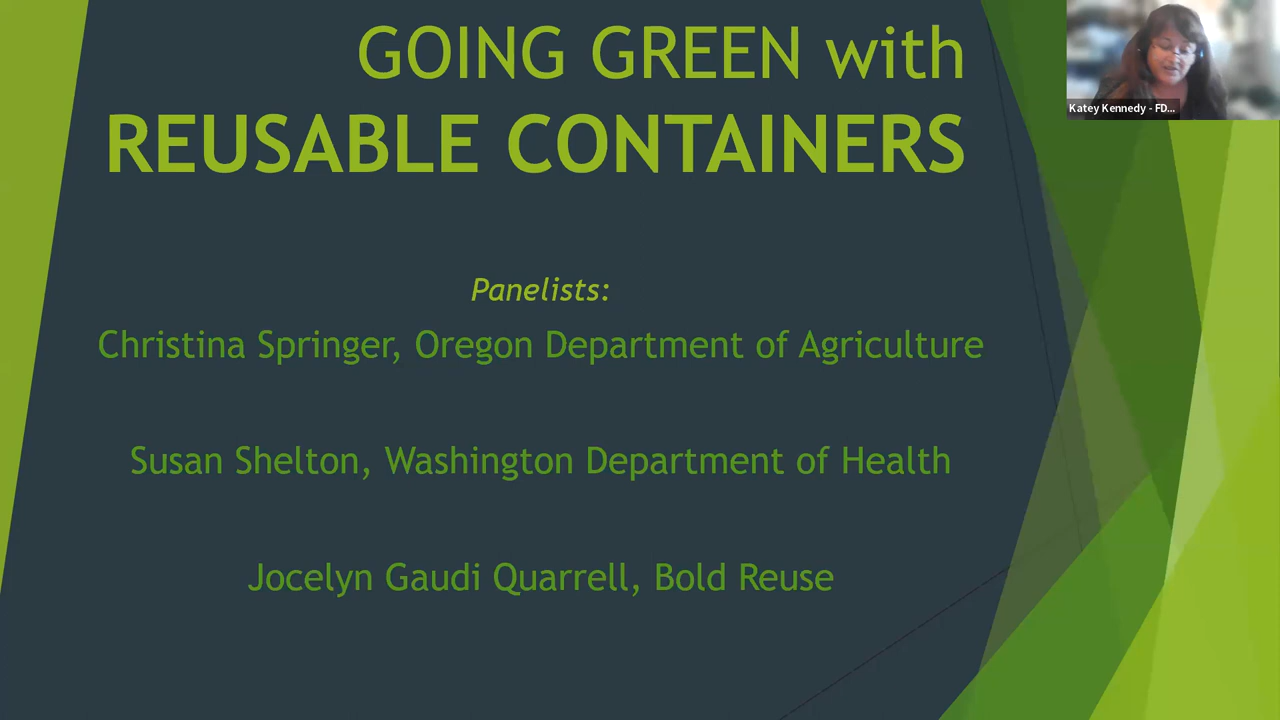 GOING GREEN with
REUSABLE CONTAINERS
Katey Kennedy - FD...
Panelists:
Christina Springer, Oregon Department of Agriculture
Susan Shelton, Washington Department of Health
Jocelyn Gaudi Quarrell, Bold Reuse